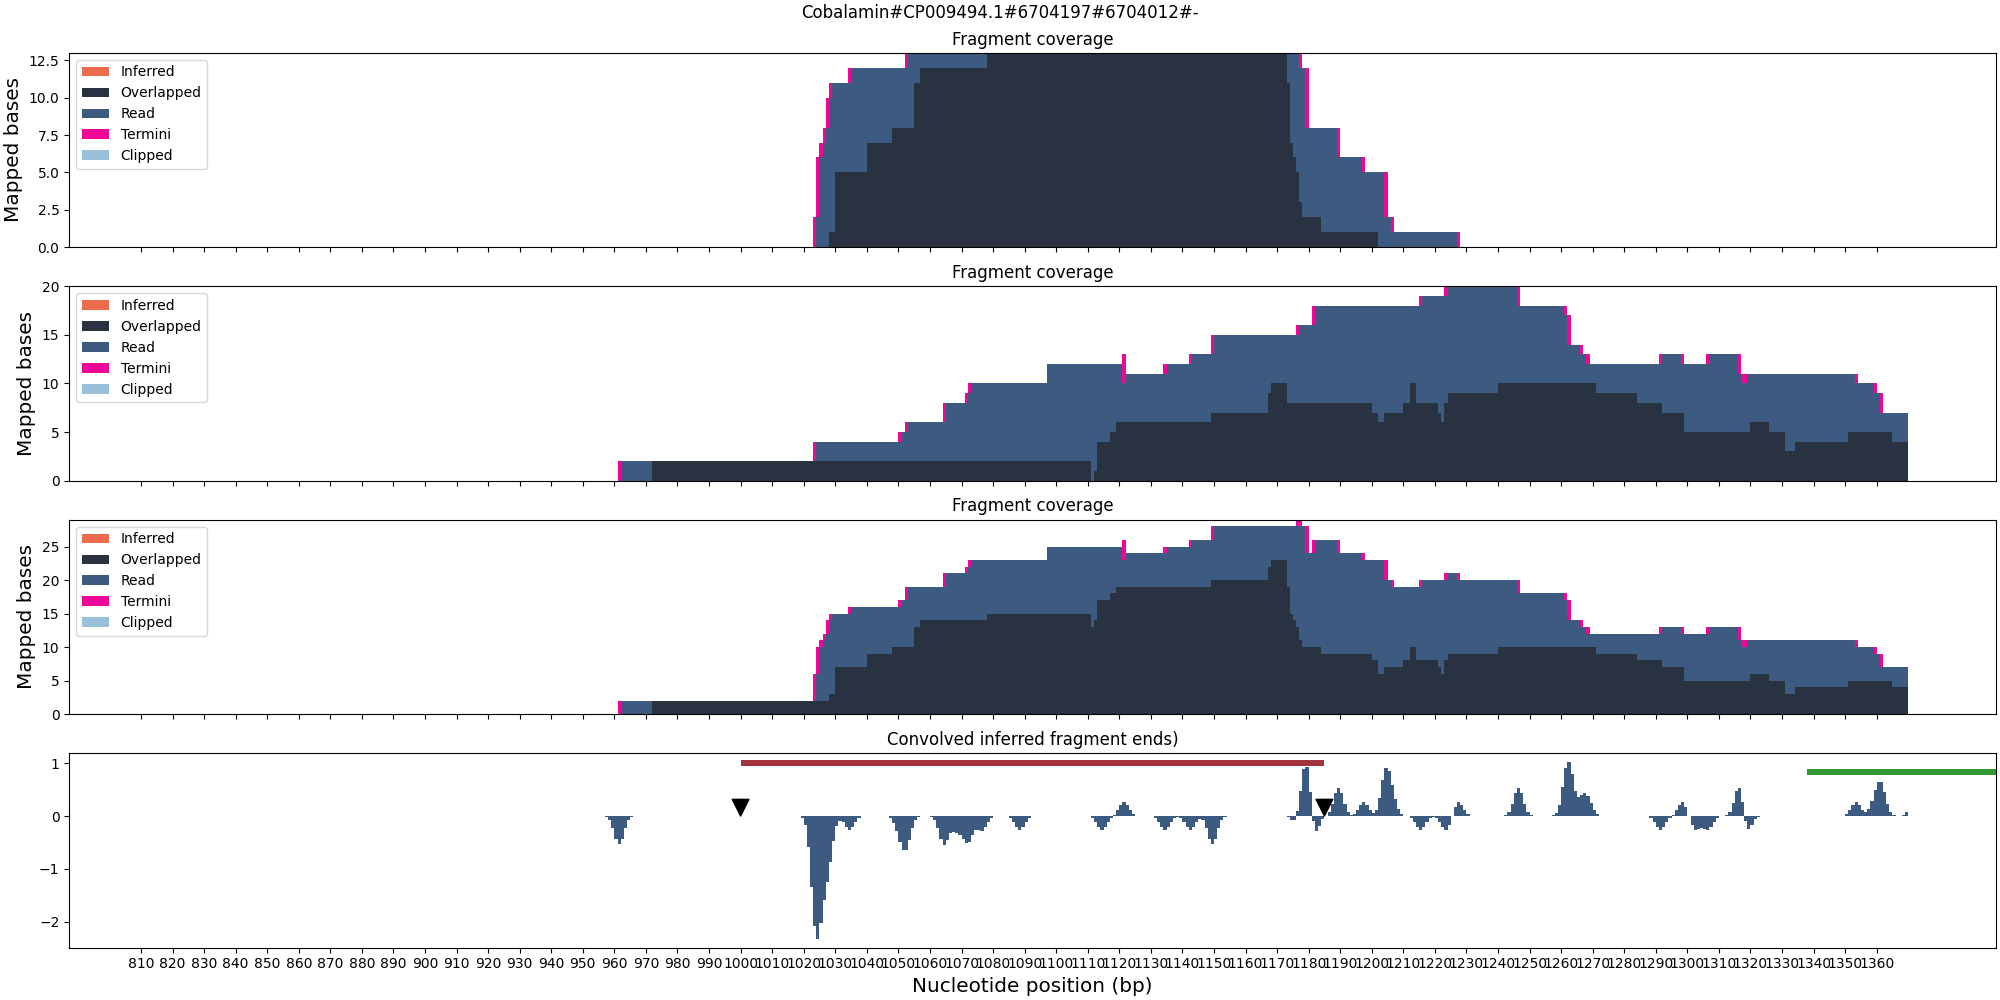 Cobalamin#CP009494.1#6704197#6704012#-
Fragment coverage
Mapped bases
12.5
10.0
7.5
5.0
2.5
0.0
Inferred
Overlapped
Read
Termini
Clipped
Fragment coverage
Mapped bases
20
15
10
5
0
Inferred
Overlapped
Read
Termini
Clipped
Fragment coverage
Mapped bases
25
20
15
10
5
0
Inferred
Overlapped
Read
Termini
Clipped
Convolved inferred fragment ends)
1
0
−1
−2
810 820 830 840 850 860 870 880 890 900 910 920 930 940 950 960 970 980 990 1000 1010 1020 1030 1040 1050 1060 1070 1080 1090 1100 1110 1120 1130 1140 1150 1160 1170 1180 1190 1200 1210 1220 1230 1240 1250 1260 1270 1280 1290 1300 1310 1320 1330 1340 1350 1360
Nucleotide position (bp)